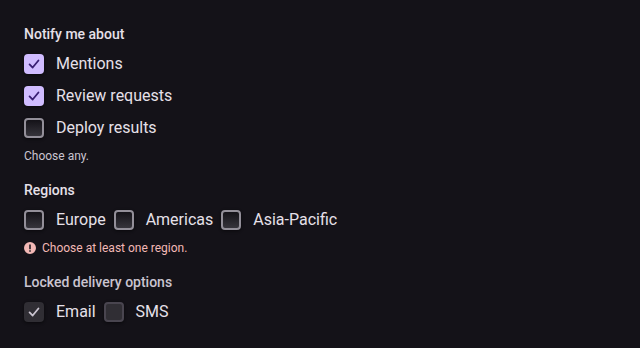 Notify me about
Mentions
Review requests
Deploy results
Choose any.
Regions
Europe Americas Asia-Pacific
Choose at least one region.
Locked delivery options
Email SMS